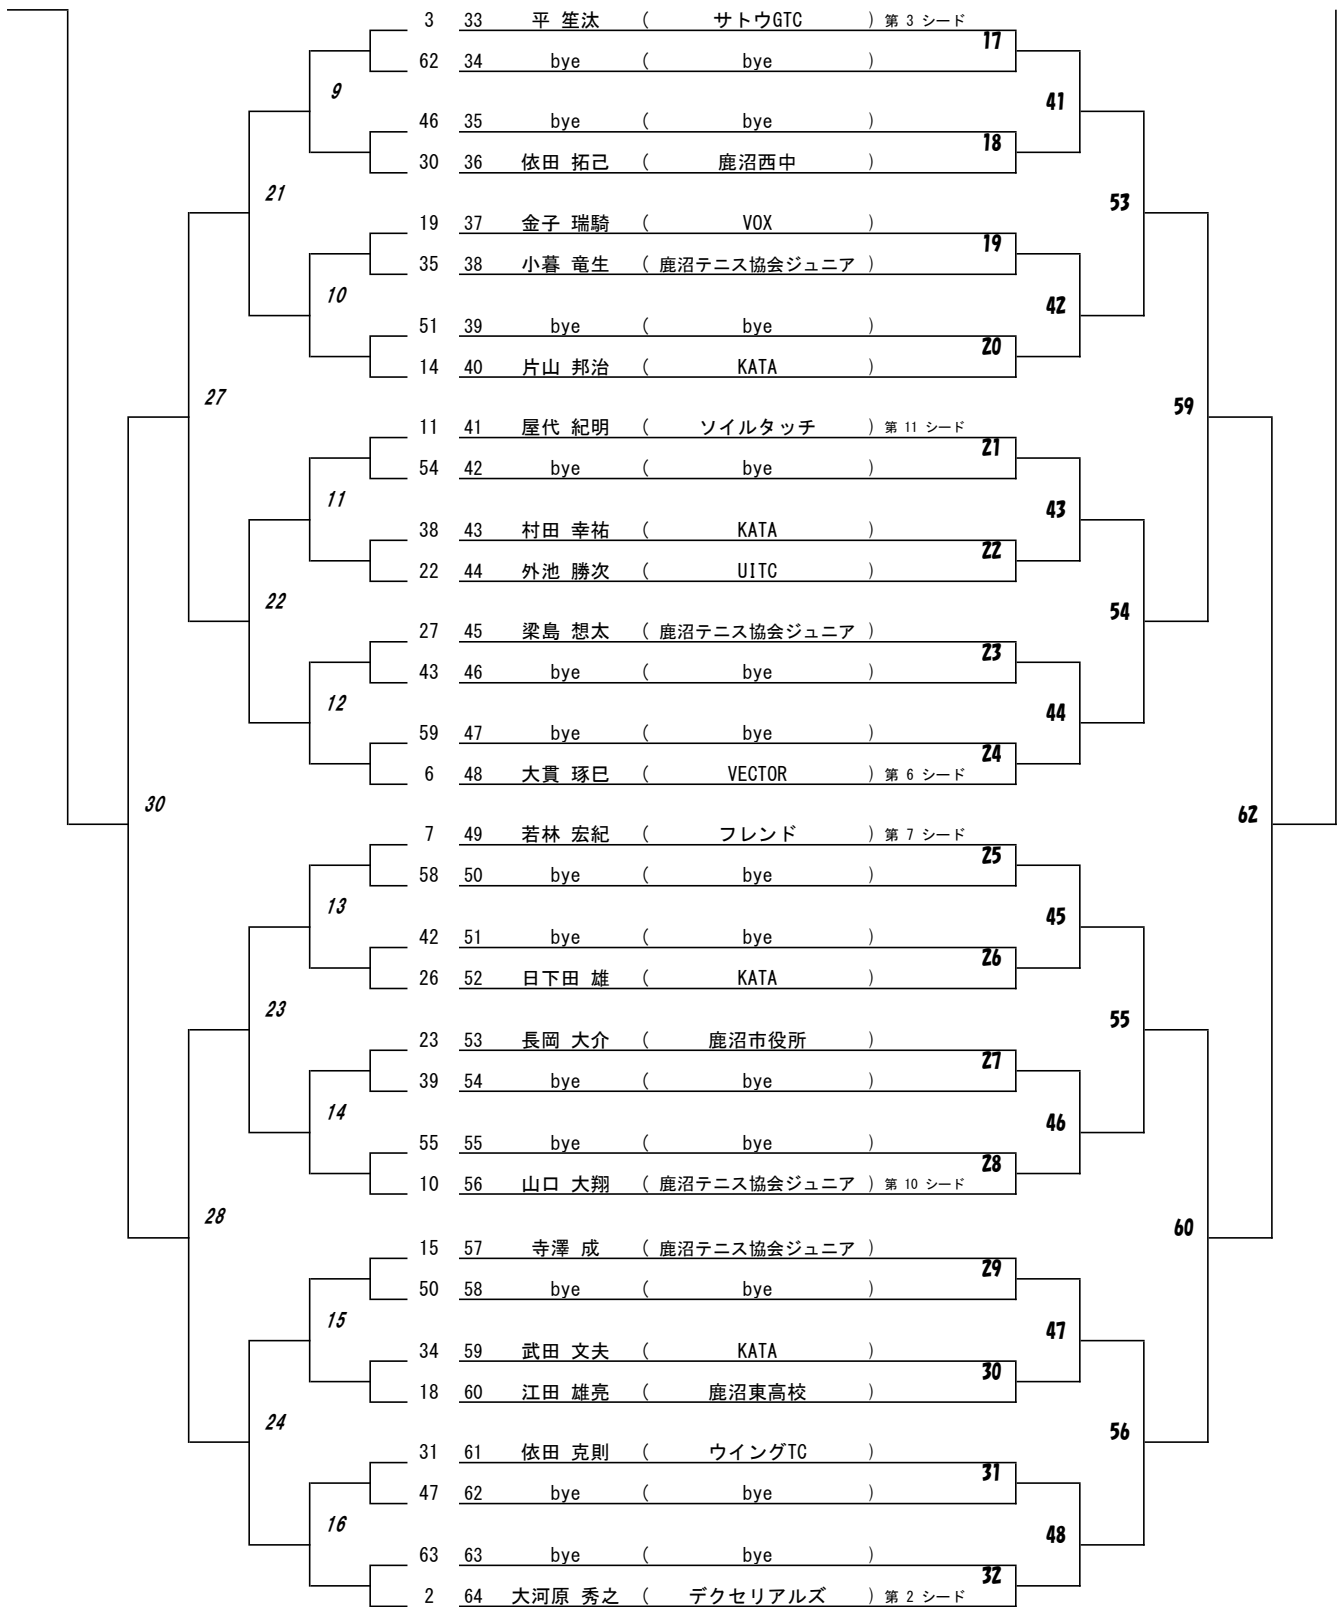 3 33 平 笙汰 ( サトウGTC ) 第 3 シード
17
62 34 bye ( bye )
9
41
46 35 bye ( bye )
18
30 36 依田 拓己 ( 鹿沼西中 )
21
53
19 37 金子 瑞騎 ( VOX )
19
35 38 小暮 竜生 ( 鹿沼テニス協会ジュニア )
10
42
51 39 bye ( bye )
20
14 40 片山 邦治 ( KATA )
27
59
11 41 屋代 紀明 ( ソイルタッチ ) 第 11 シード
21
54 42 bye ( bye )
11
43
38 43 村田 幸祐 ( KATA )
22
22 44 外池 勝次 ( UITC )
22
54
27 45 梁島 想太 ( 鹿沼テニス協会ジュニア )
23
43 46 bye ( bye )
12
44
59 47 bye ( bye )
24
6 48 大貫 琢巳 ( VECTOR ) 第 6 シード
30
62
7 49 若林 宏紀 ( フレンド ) 第 7 シード
25
58 50 bye ( bye )
13
45
42 51 bye ( bye )
26
26 52 日下田 雄 ( KATA )
23
55
23 53 長岡 大介 ( 鹿沼市役所 )
27
39 54 bye ( bye )
14
46
55 55 bye ( bye )
28
10 56 山口 大翔 ( 鹿沼テニス協会ジュニア ) 第 10 シード
28
60
15 57 寺澤 成 ( 鹿沼テニス協会ジュニア )
29
50 58 bye ( bye )
15
47
34 59 武田 文夫 ( KATA )
30
18 60 江田 雄亮 ( 鹿沼東高校 )
24
56
31 61 依田 克則 ( ウイングTC )
31
47 62 bye ( bye )
16
48
63 63 bye ( bye )
32
2 64 大河原 秀之 ( デクセリアルズ ) 第 2 シード